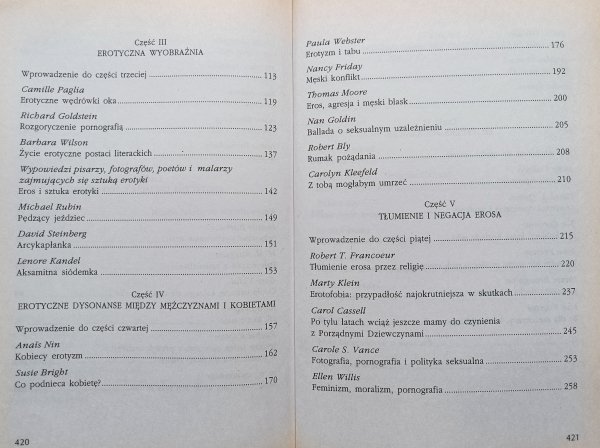 Część III
EROTYCZNA WYOBRAŹNIA
Wprowadzenie do części trzeciej 113
Camille Paglia
Erotyczne wędrówki oka 119
Richard Goldstein
Rozgoryczenie pornografią 123
Barbara Wilson
Życie erotyczne postaci literackich 137
Wypowiedzi pisarzy, fotografów, poetów i malarzy
zajmujących się sztuką erotyki
Eros i sztuka erotyki 142
Michael Rubin
Pędzący jeździec 149
David Steinberg
Arcykapłanka 151
Lenore Kandel
Aksamitna siódemka 153
Część IV
EROTYCZNE DYSONANSE MIĘDZY MĘŻCZYZNAMI I KOBIETAMI
Wprowadzenie do części czwartej 157
Anais Nin
Kobiecy erotyzm 162
Susie Bright
Co podnieca kobietę? 170
420
Paula Webster
Erotyzm i tabu 176
Nancy Friday
Męski konflikt 192
Thomas Moore
Eros, agresja i męski blask 200
Nan Goldin
Ballada o seksualnym uzależnieniu 205
Robert Bly
Rumak pożądania 208
Carolyn Kleefeld
Z tobą mogłabym umrzeć 210
Część V
TŁUMIENIE I NEGACJA EROSA
Wprowadzenie do części piątej 215
Robert T. Francoeur
Tłumienie erosa przez religię 220
Marty Klein
Erotofobia: przypadłość najokrutniejsza w skutkach 237
Carol Cassell
Po tylu latach wciąż jeszcze mamy do czynienia
z Porządnymi Dziewczynami 245
Carole S. Vance
Fotografia, pornografia i polityka seksualna 253
Ellen Willis
Feminizm, moralizm, pornografia 258
421